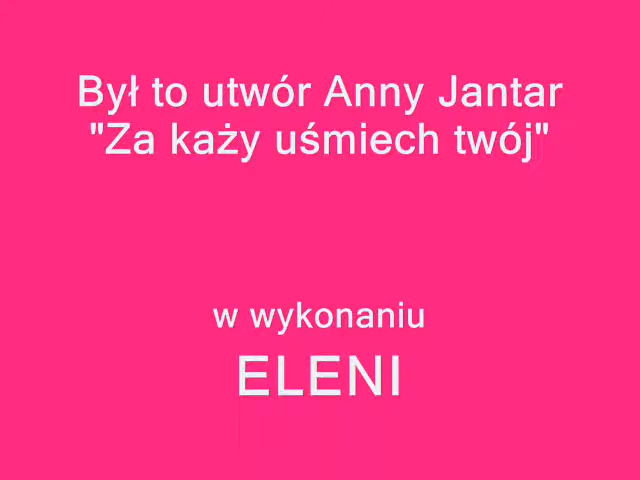 Był to utwór Anny Jantar
"Za każy uśmiech twój"
w wykonaniu
ELENI